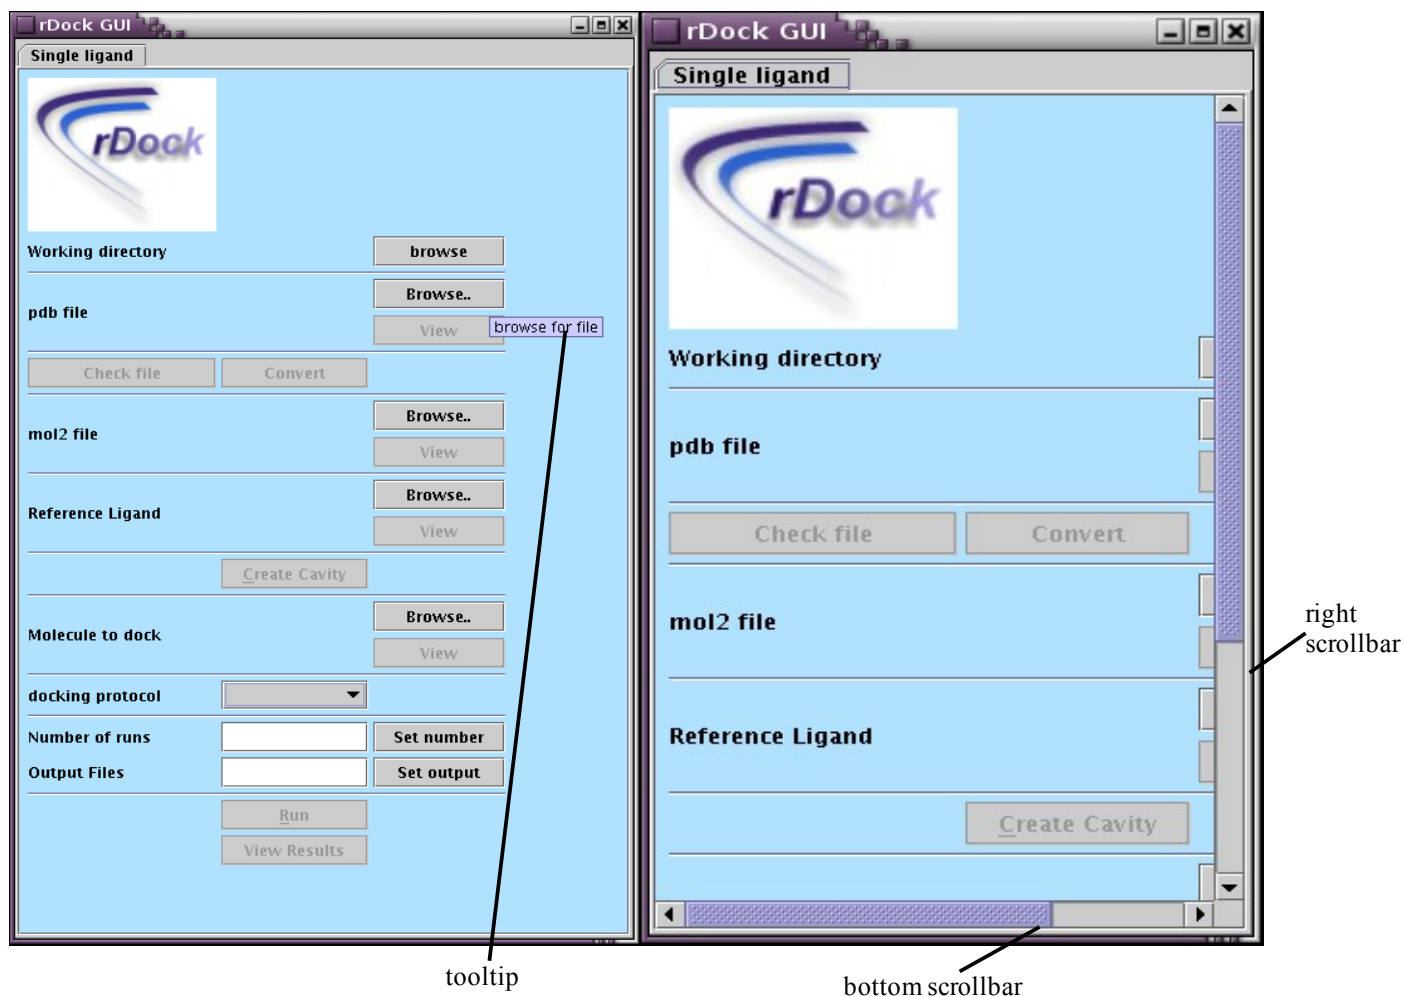 rDock GUI
Single ligand
rDock
Working directory
browse
Browse..
pdb file
View
browse for file
Check file
Convert
Browse..
mol2 file
View
Browse..
Reference Ligand
View
Create Cavity
Browse..
Molecule to dock
View
docking protocol
Number of runs
Set number
Output Files
Set output
Run
View Results
tooltip
rDock GUI
Single ligand
rDock
Working directory
pdb file
Check file
Convert
mol2 file
Reference Ligand
Create Cavity
right
scrollbar
bottom scrollbar